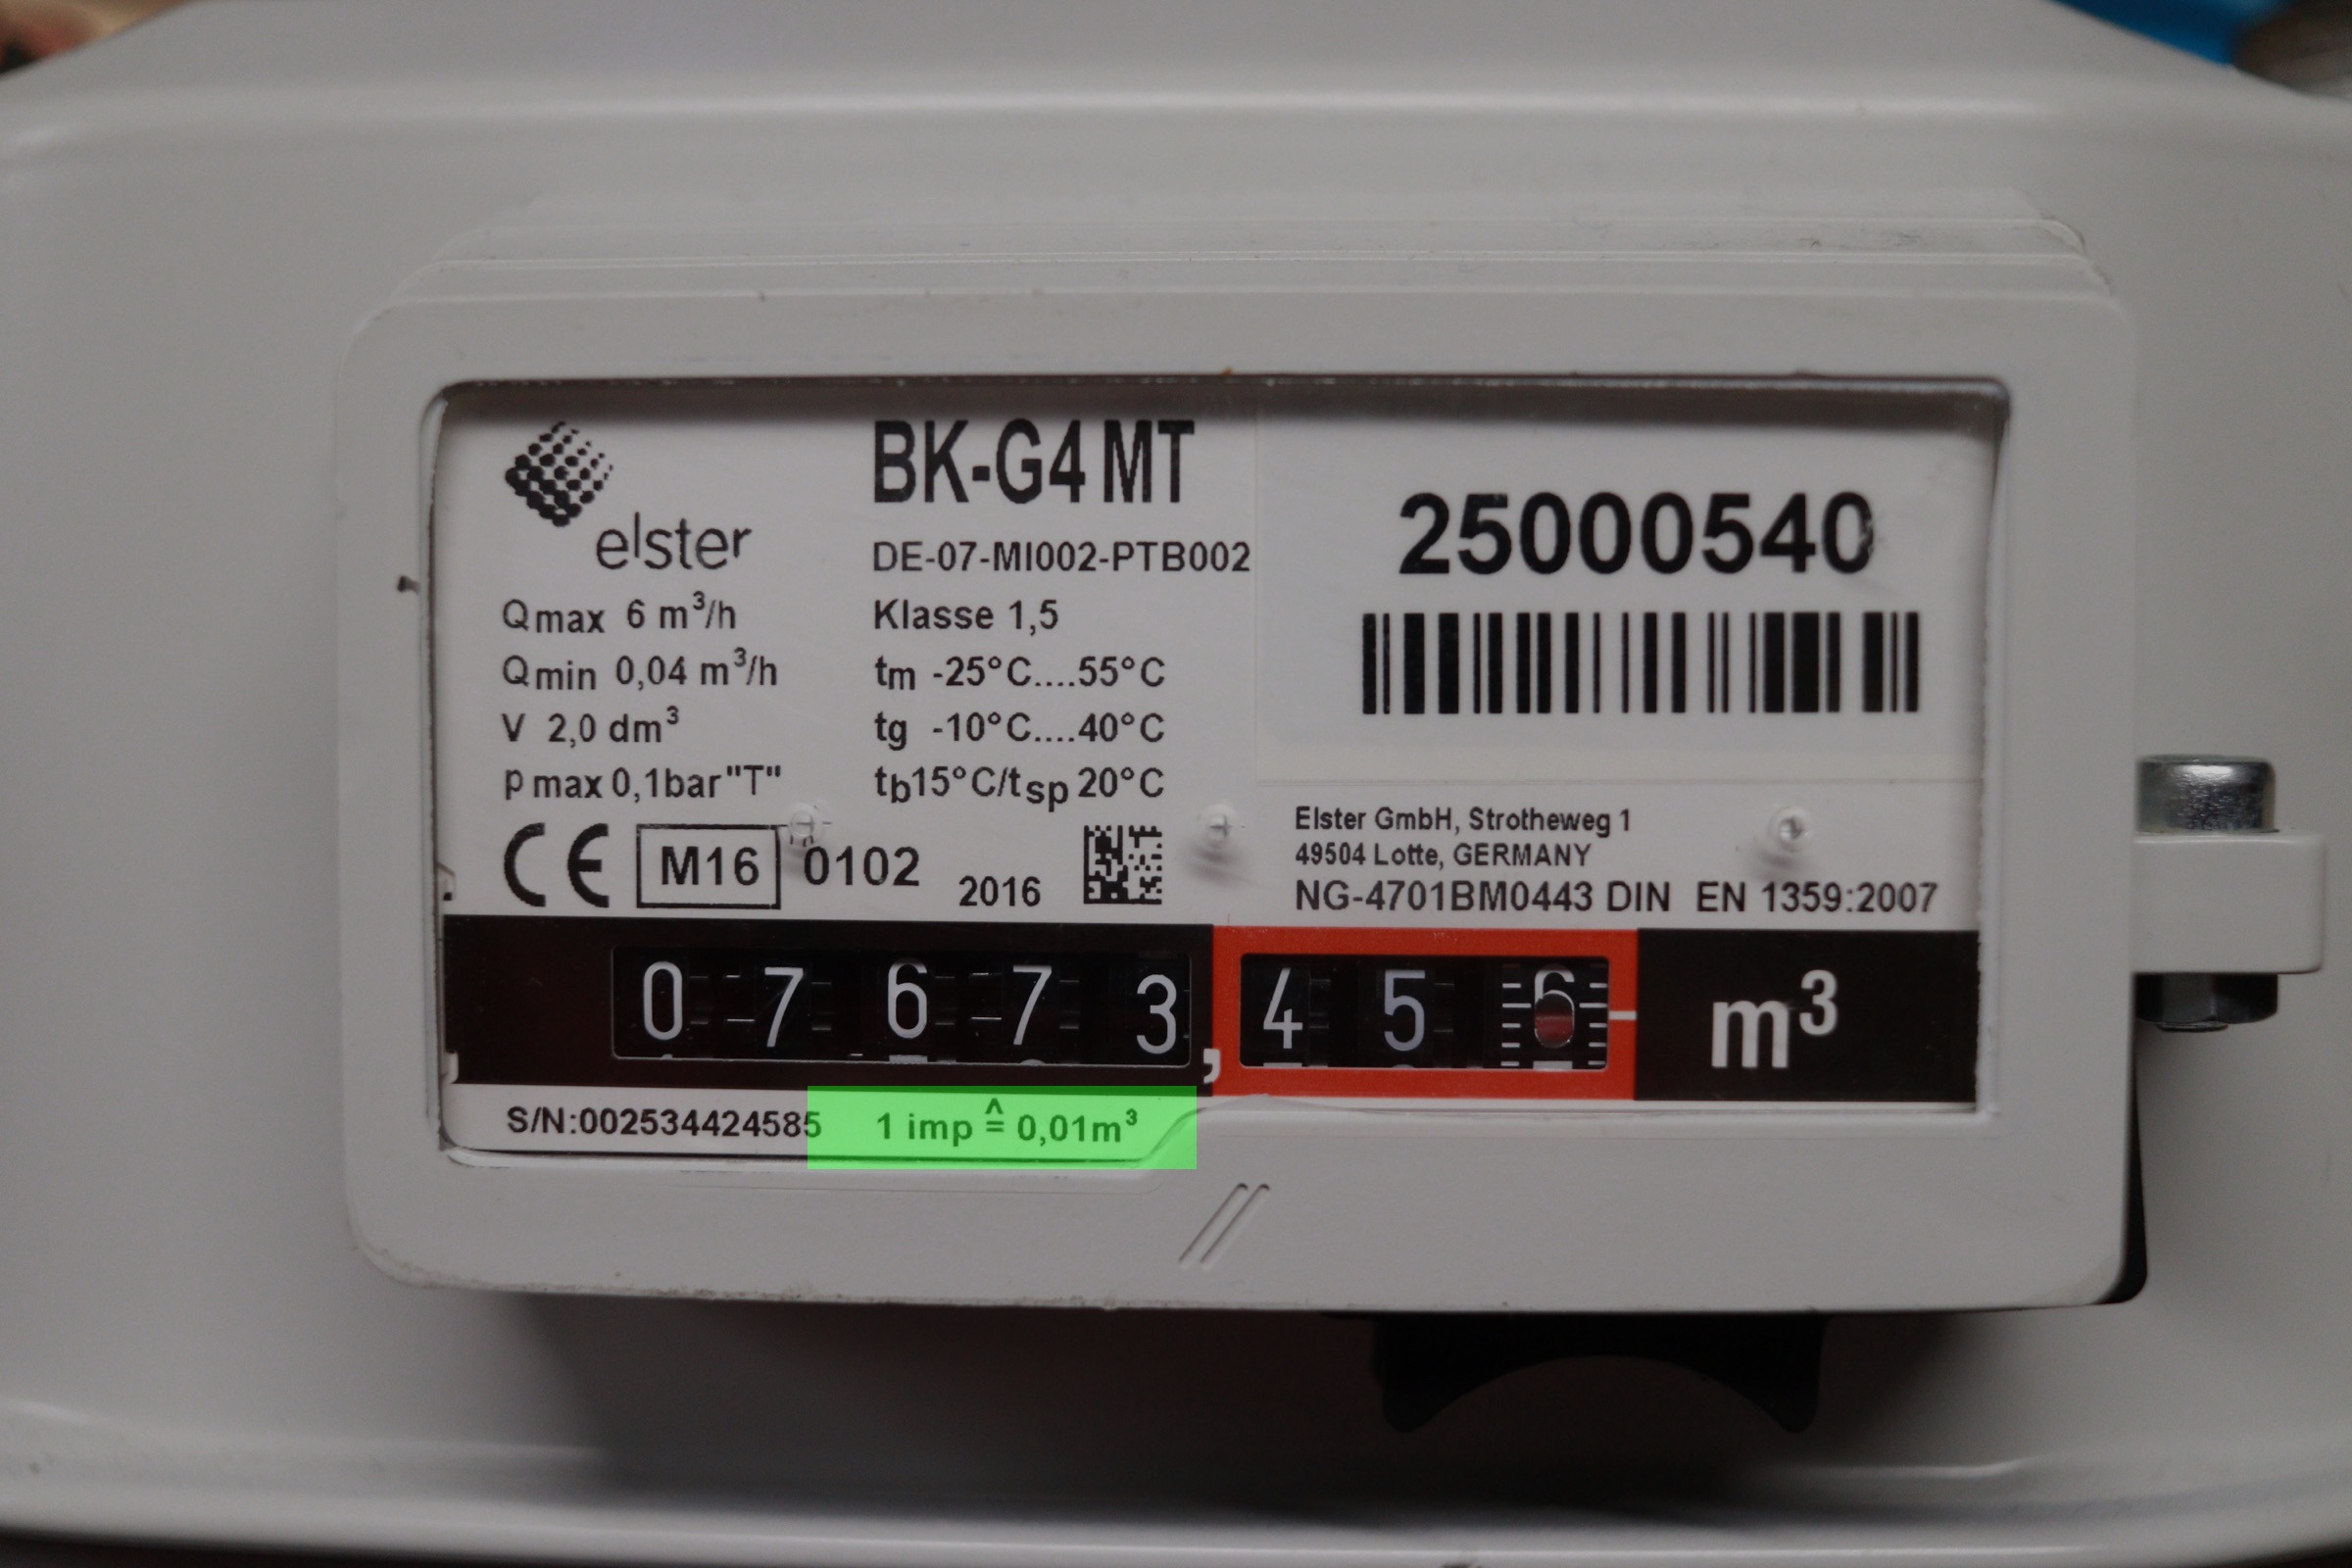 elster
BK-G4 MT
DE-07-MI002-PTB002
25000540
Qmax 6 m³/h
Klasse 1,5
Qmin 0,04 m³/h
tm -25°C....55°C
V 2,0 dm³
tg -10°C....40°C
p max 0,1bar "T"
tb15°C/tsp 20°C
CE M16 0102 2016
Elster GmbH, Strotheweg 1
49504 Lotte, GERMANY
NG-4701BM0443 DIN EN 1359:2007
07673,456 m³
S/N:002534424585 1 imp ≙ 0,01m³